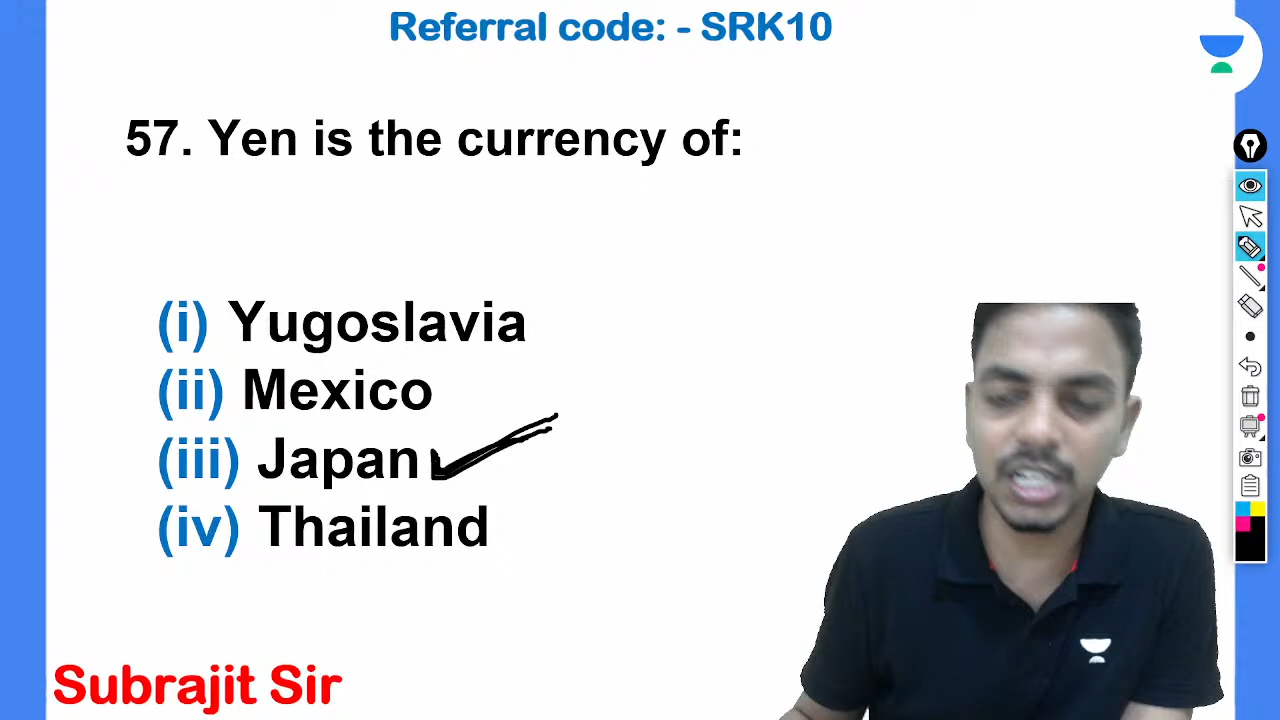 Referral code: - SRK10
57. Yen is the currency of:
(i) Yugoslavia
(ii) Mexico
(iii) Japan
(iv) Thailand
Subrajit Sir